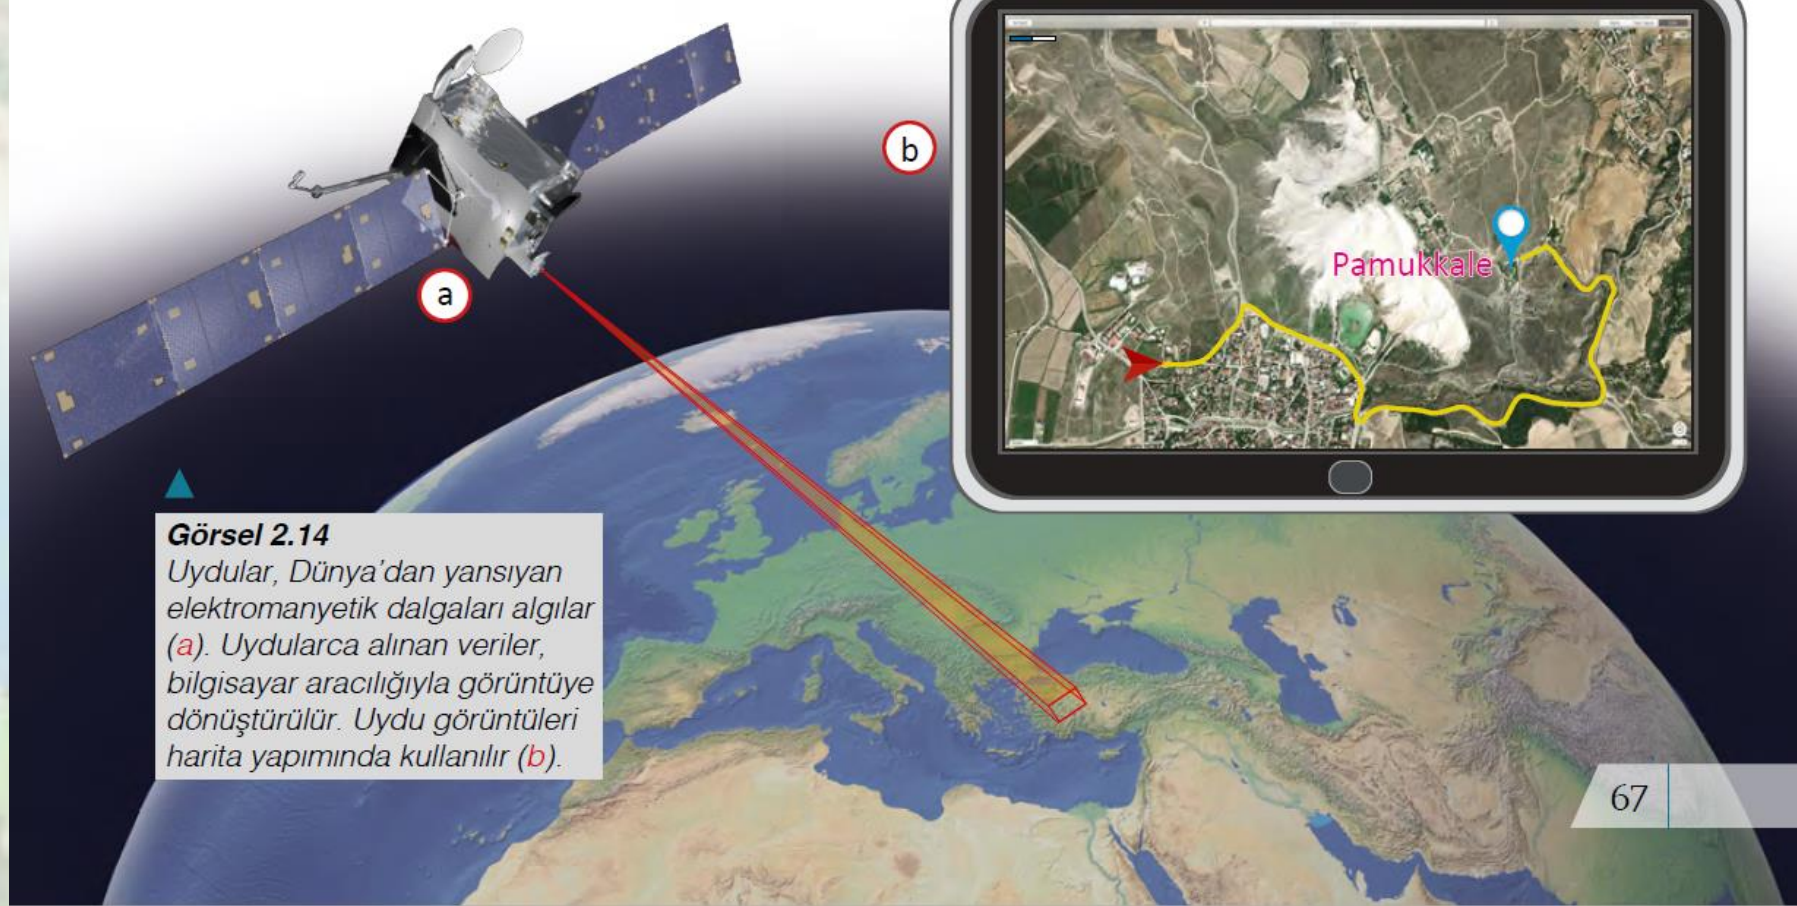 b
Pamukkale
a
Görsel 2.14
Uydular, Dünya’dan yansıyan
elektromanyetik dalgaları algılar
(a). Uydularca alınan veriler,
bilgisayar aracılığıyla görüntüye
dönüştürülür. Uydu görüntüleri
harita yapımında kullanılır (b).
67